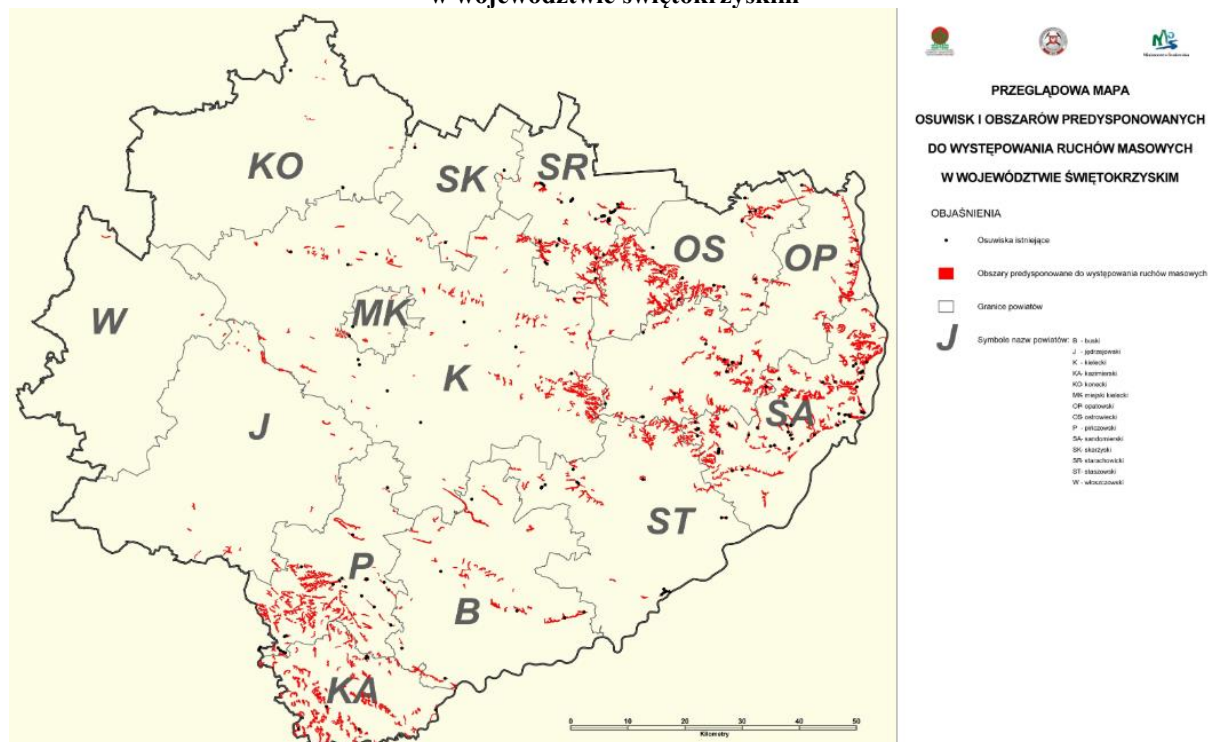 w województwie świętokrzyskim
PRZEGLĄDOWA MAPA
OSUWISK I OBSZARÓW PREDYSPONOWANYCH
DO WYSTĘPOWANIA RUCHÓW MASOWYCH
W WOJEWÓDZTWIE ŚWIĘTOKRZYSKIM
OBJAŚNIENIA
Osuwiska istniejące
Obszary predysponowane do występowania ruchów masowych
Granice powiatów
J Symbole nazw powiatów: B - buski
J - jędrzejowski
K - kielecki
KA- kazimierski
KO- konecki
MK- miejski kielecki
OP- opatowski
OS- ostrowiecki
P - pińczowski
SA- sandomierski
SK- skarżyski
SR- starachowicki
ST- staszowski
W - włoszczowski
KO
SK
SR
OS
OP
W
MK
K
J
SA
ST
P
B
KA
0 10 20 30 40 50
Kilometry